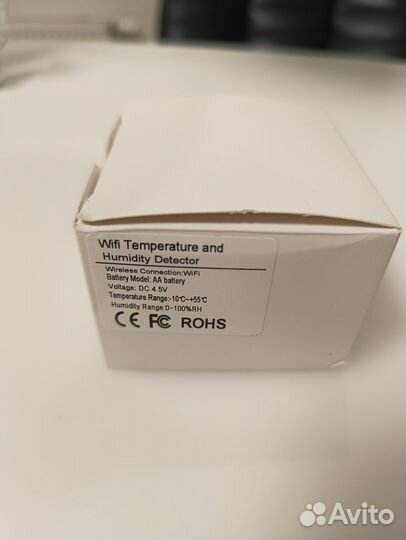 Wifi Temperature and
Humidity Detector
Wireless Connection:WiFi
Battery Model: AA battery
Voltage: DC 4.5V
Temperature Range:-10℃~+55℃
Humidity Range:0~100%RH
CE FC ROHS
Avito